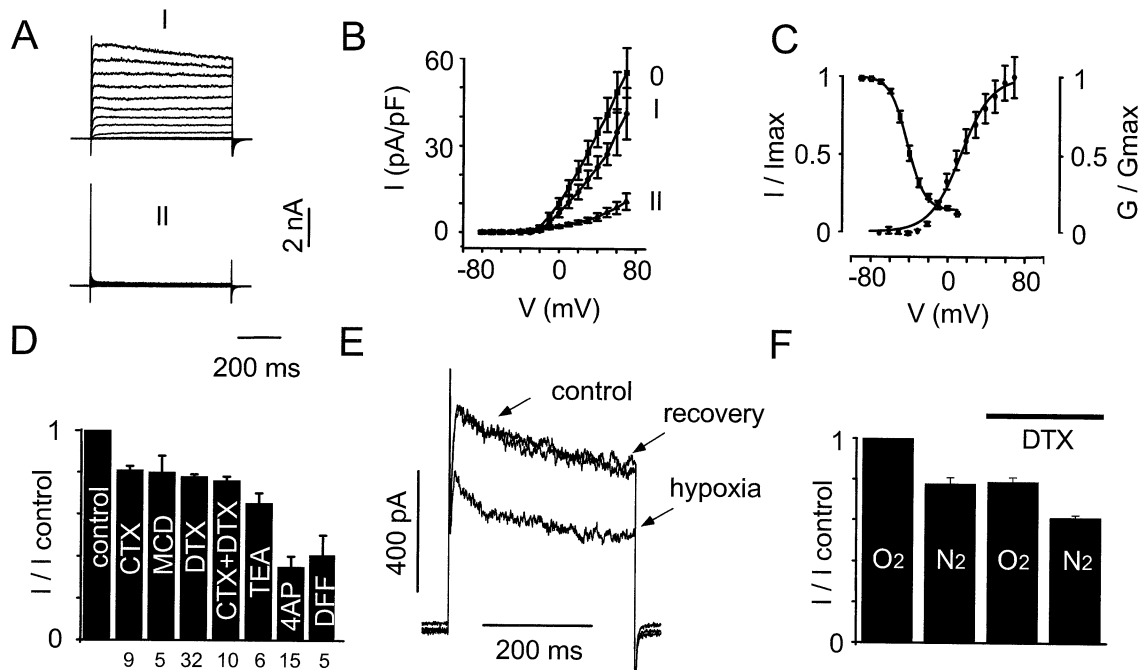 A
I
II
2 nA
200 ms
B
I (pA/pF)
60
30
0
0
I
II
-80
0
80
V (mV)
C
I / Imax
1
0.5
0
1
0.5
0
G / Gmax
-80
0
80
V (mV)
D
I / I control
1
0
control
CTX
MCD
DTX
CTX+DTX
TEA
4AP
DFF
9 5 32 10 6 15 5
E
control
recovery
hypoxia
400 pA
200 ms
F
DTX
I / I control
1
0
O2 N2 O2 N2